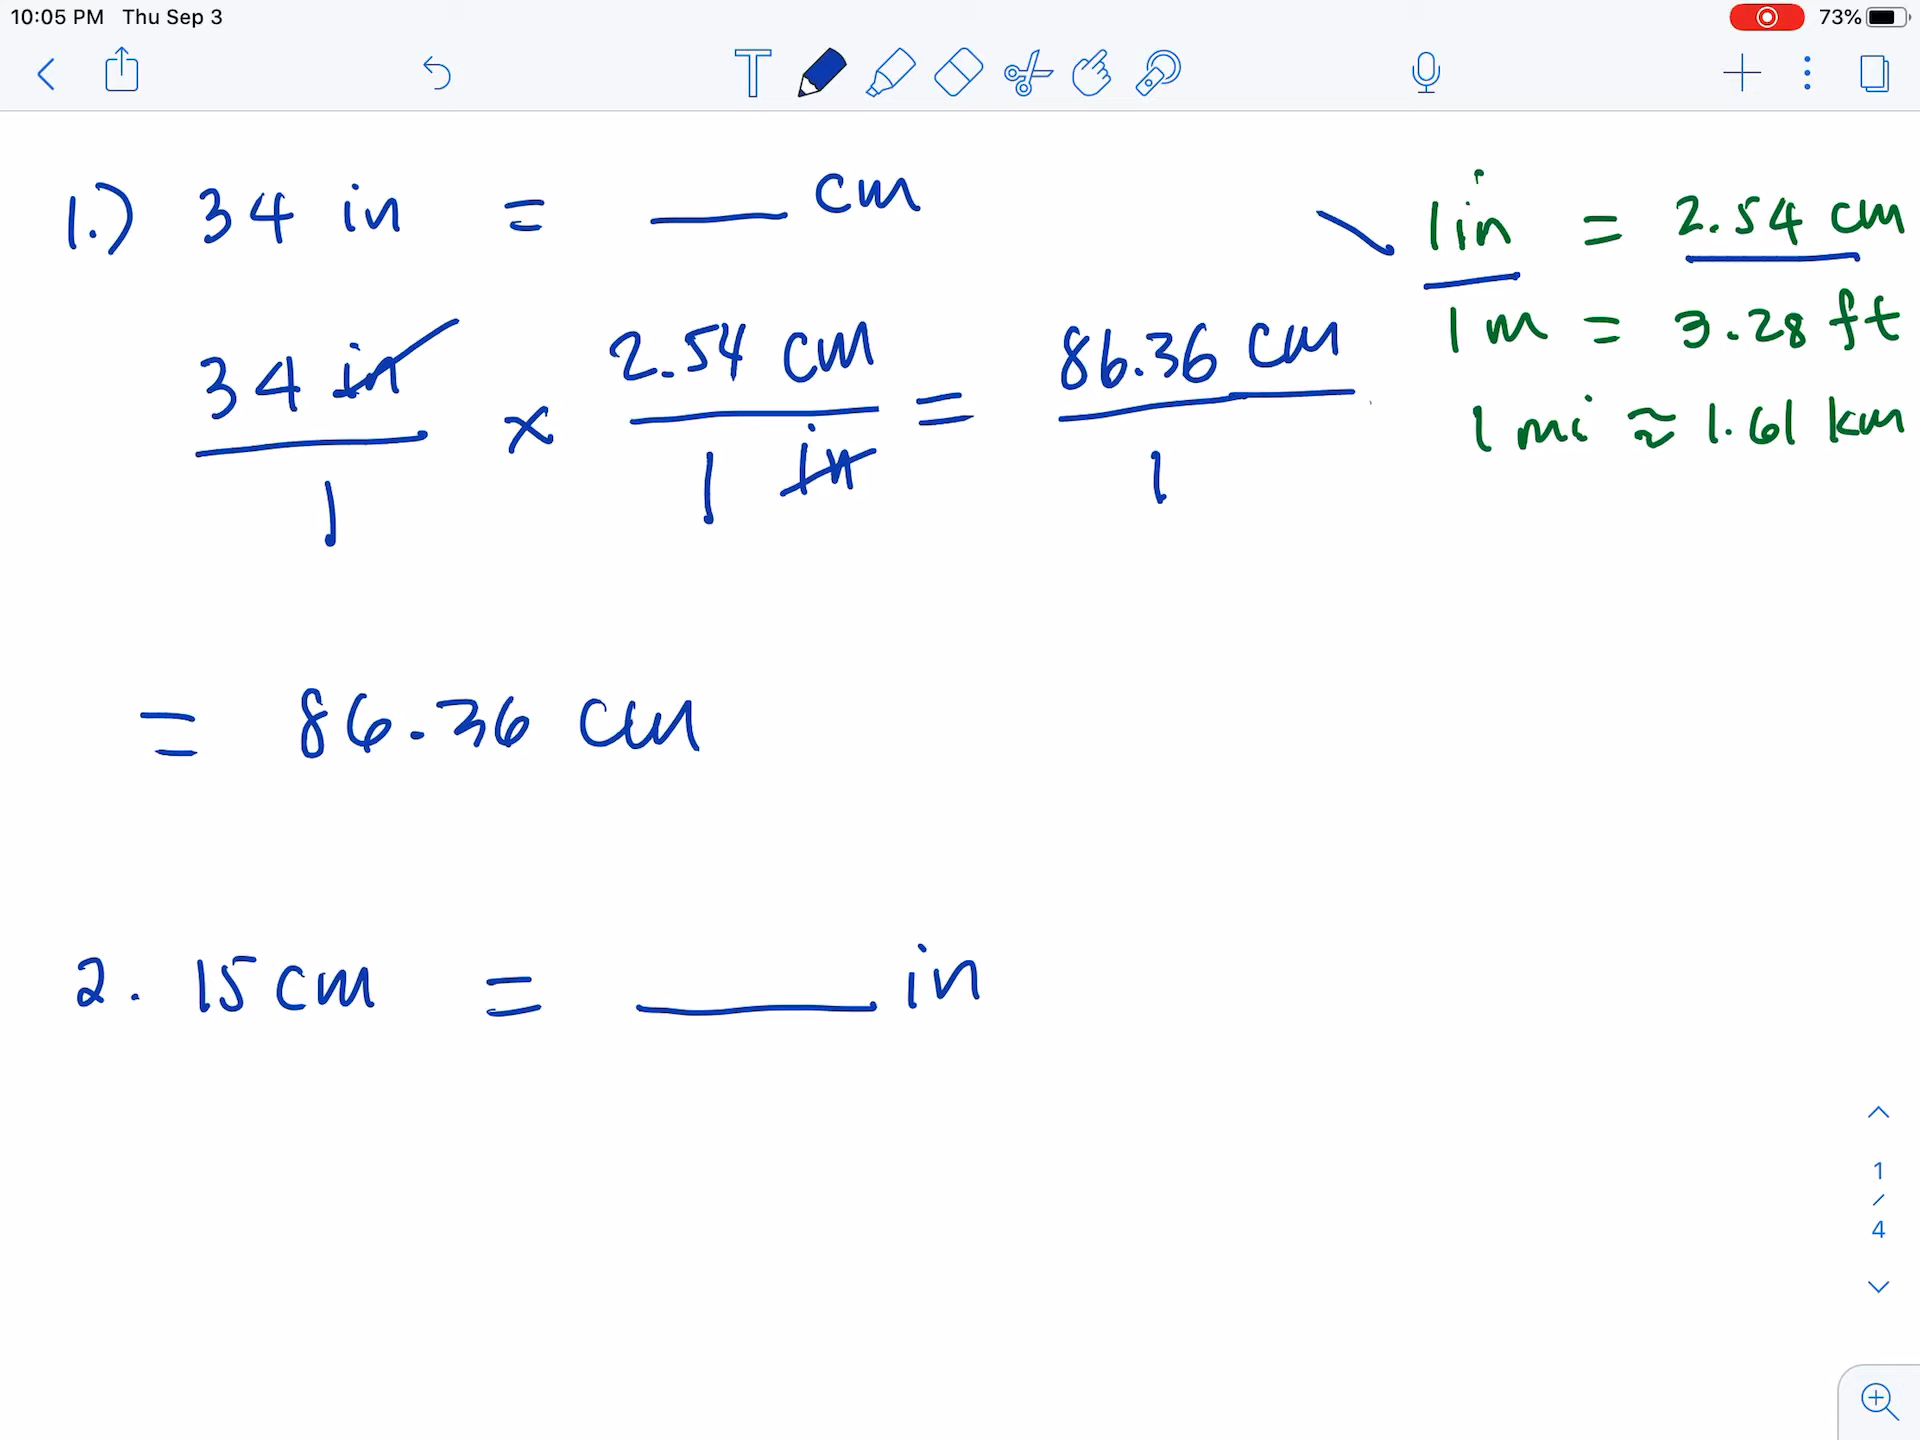 10:05 PM Thu Sep 3
73%
T
1.) 34 in = ___ cm
1 in = 2.54 cm
1 m = 3.28 ft
1 mi ≈ 1.61 km
34 in / 1 × 2.54 cm / 1 in = 86.36 cm / 1
= 86.36 cm
2. 15 cm = ___ in
1
/
4